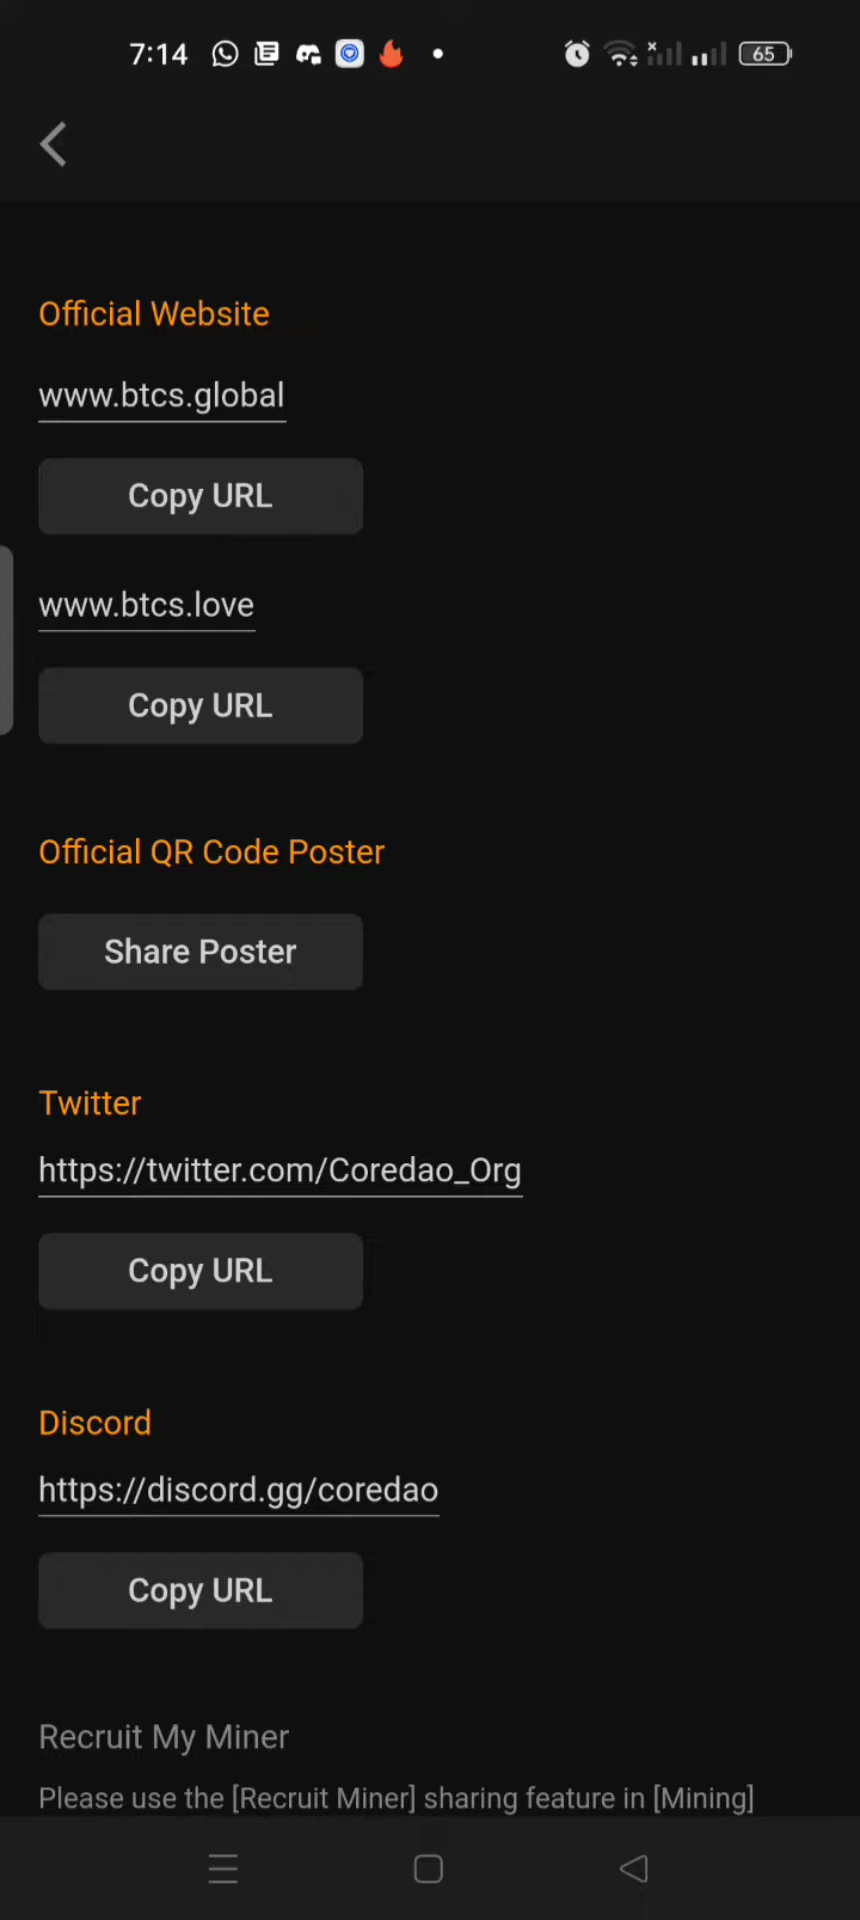 7:14
65
Official Website
www.btcs.global
Copy URL
www.btcs.love
Copy URL
Official QR Code Poster
Share Poster
Twitter
https://twitter.com/Coredao_Org
Copy URL
Discord
https://discord.gg/coredao
Copy URL
Recruit My Miner
Please use the [Recruit Miner] sharing feature in [Mining]